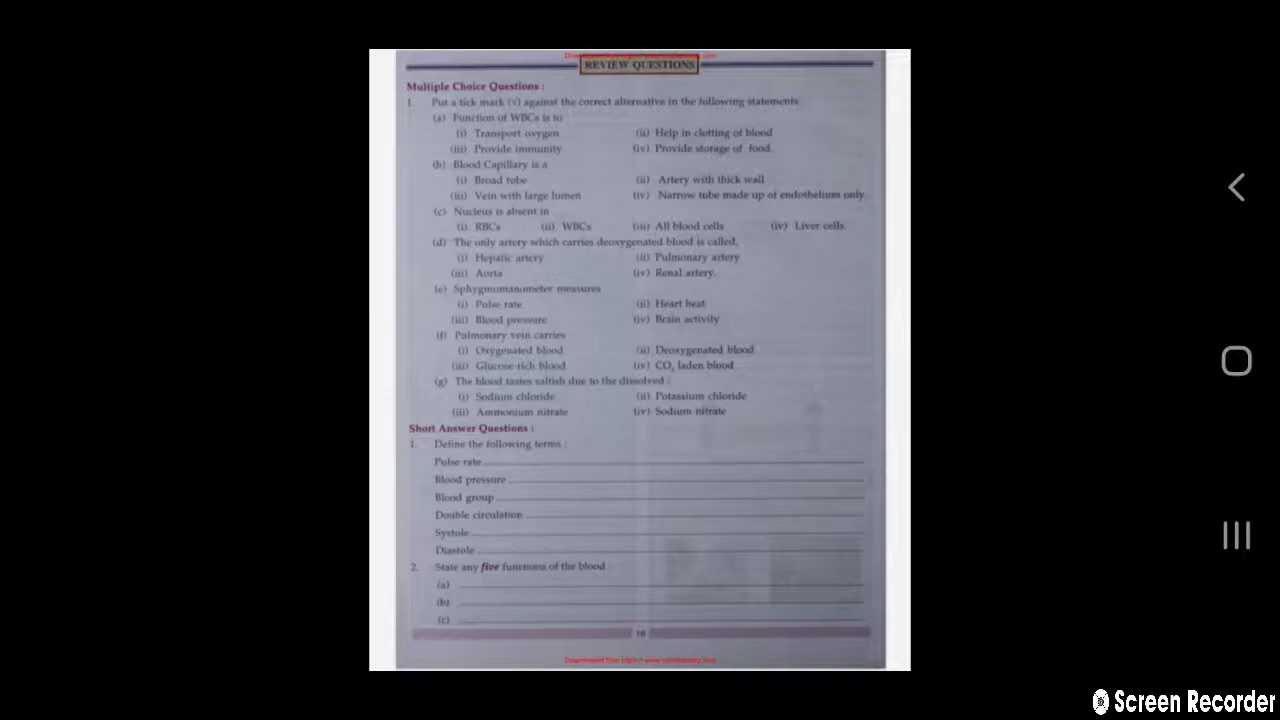 REVIEW QUESTIONS
Multiple Choice Questions :
1. Put a tick mark (√) against the correct alternative in the following statements
(a) Function of WBCs is to
(i) Transport oxygen (ii) Help in clotting of blood
(iii) Provide immunity (iv) Provide storage of food.
(b) Blood Capillary is a
(i) Broad tube (ii) Artery with thick wall
(iii) Vein with large lumen (iv) Narrow tube made up of endothelium only
(c) Nucleus is absent in
(i) RBCs (ii) WBCs (iii) All blood cells (iv) Liver cells
(d) The only artery which carries deoxygenated blood is called,
(i) Hepatic artery (ii) Pulmonary artery
(iii) Aorta (iv) Renal artery.
(e) Sphygmomanometer measures
(i) Pulse rate (ii) Heart beat
(iii) Blood pressure (iv) Brain activity
(f) Pulmonary vein carries
(i) Oxygenated blood (ii) Deoxygenated blood
(iii) Glucose-rich blood (iv) CO₂ laden blood
(g) The blood tastes saltish due to the dissolved :
(i) Sodium chloride (ii) Potassium chloride
(iii) Ammonium nitrate (iv) Sodium nitrate
Short Answer Questions :
1. Define the following terms :
Pulse rate
Blood pressure
Blood group
Double circulation
Systole
Diastole
2. State any five functions of the blood
(a)
(b)
(c)
Screen Recorder